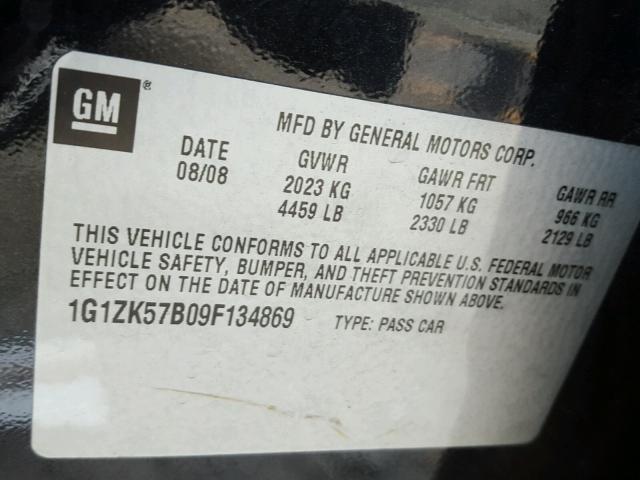 GM ®
MFD BY GENERAL MOTORS CORP.
DATE GVWR GAWR FRT GAWR RR
08/08 2023 KG 1057 KG 966 KG
4459 LB 2330 LB 2129 LB
THIS VEHICLE CONFORMS TO ALL APPLICABLE U.S. FEDERAL MOTOR
VEHICLE SAFETY, BUMPER, AND THEFT PREVENTION STANDARDS IN
EFFECT ON THE DATE OF MANUFACTURE SHOWN ABOVE.
1G1ZK57B09F134869 TYPE: PASS CAR